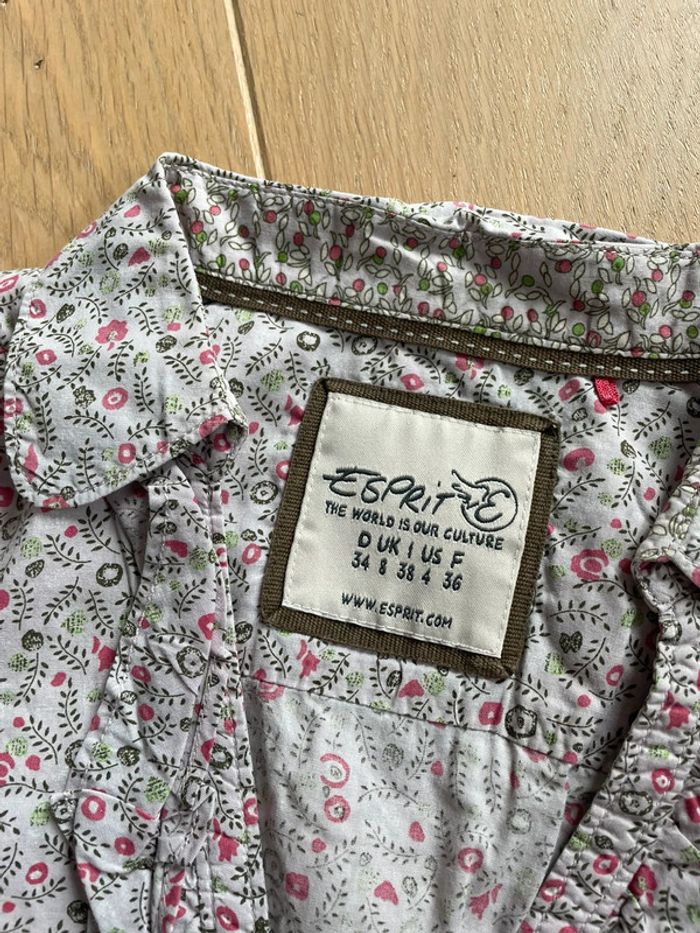 ESPRIT E
THE WORLD IS OUR CULTURE
D UK I US F
34 8 38 4 36
WWW.ESPRIT.COM